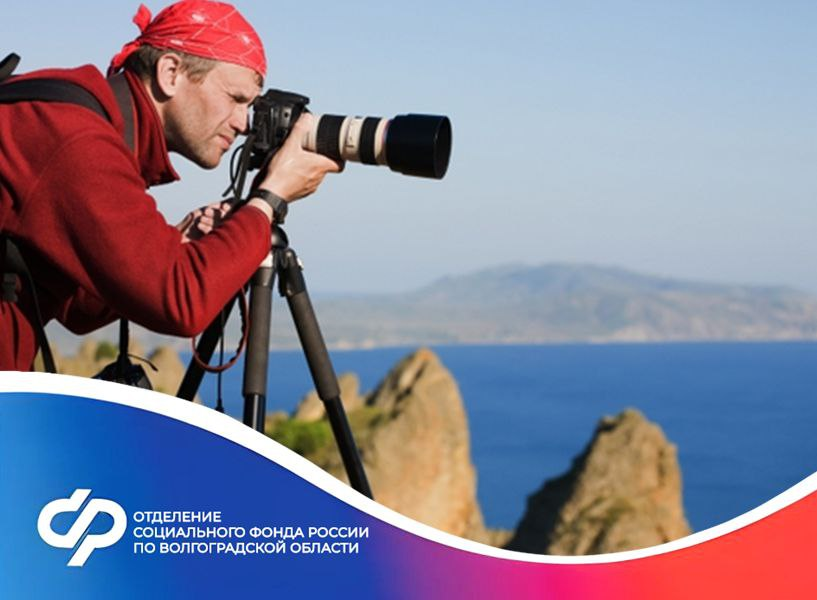 ОТДЕЛЕНИЕ
СОЦИАЛЬНОГО ФОНДА РОССИИ
ПО ВОЛГОГРАДСКОЙ ОБЛАСТИ